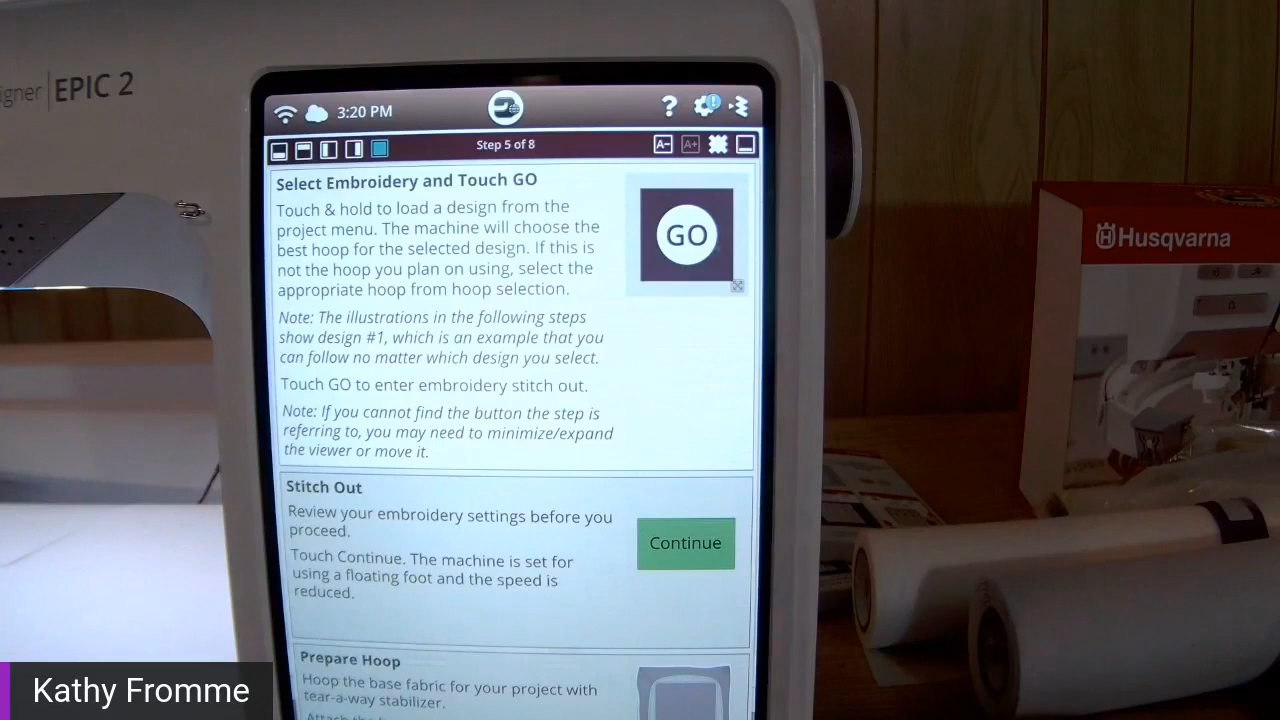 igner | EPIC 2
3:20 PM
?
Step 5 of 8
A-
A+
Select Embroidery and Touch GO
Touch & hold to load a design from the
project menu. The machine will choose the
best hoop for the selected design. If this is
not the hoop you plan on using, select the
appropriate hoop from hoop selection.
GO
Note: The illustrations in the following steps
show design #1, which is an example that you
can follow no matter which design you select.
Touch GO to enter embroidery stitch out.
Note: If you cannot find the button the step is
referring to, you may need to minimize/expand
the viewer or move it.
Stitch Out
Review your embroidery settings before you
proceed.
Touch Continue. The machine is set for
using a floating foot and the speed is
reduced.
Continue
Prepare Hoop
Hoop the base fabric for your project with
tear-a-way stabilizer.
Husqvarna
Kathy Fromme